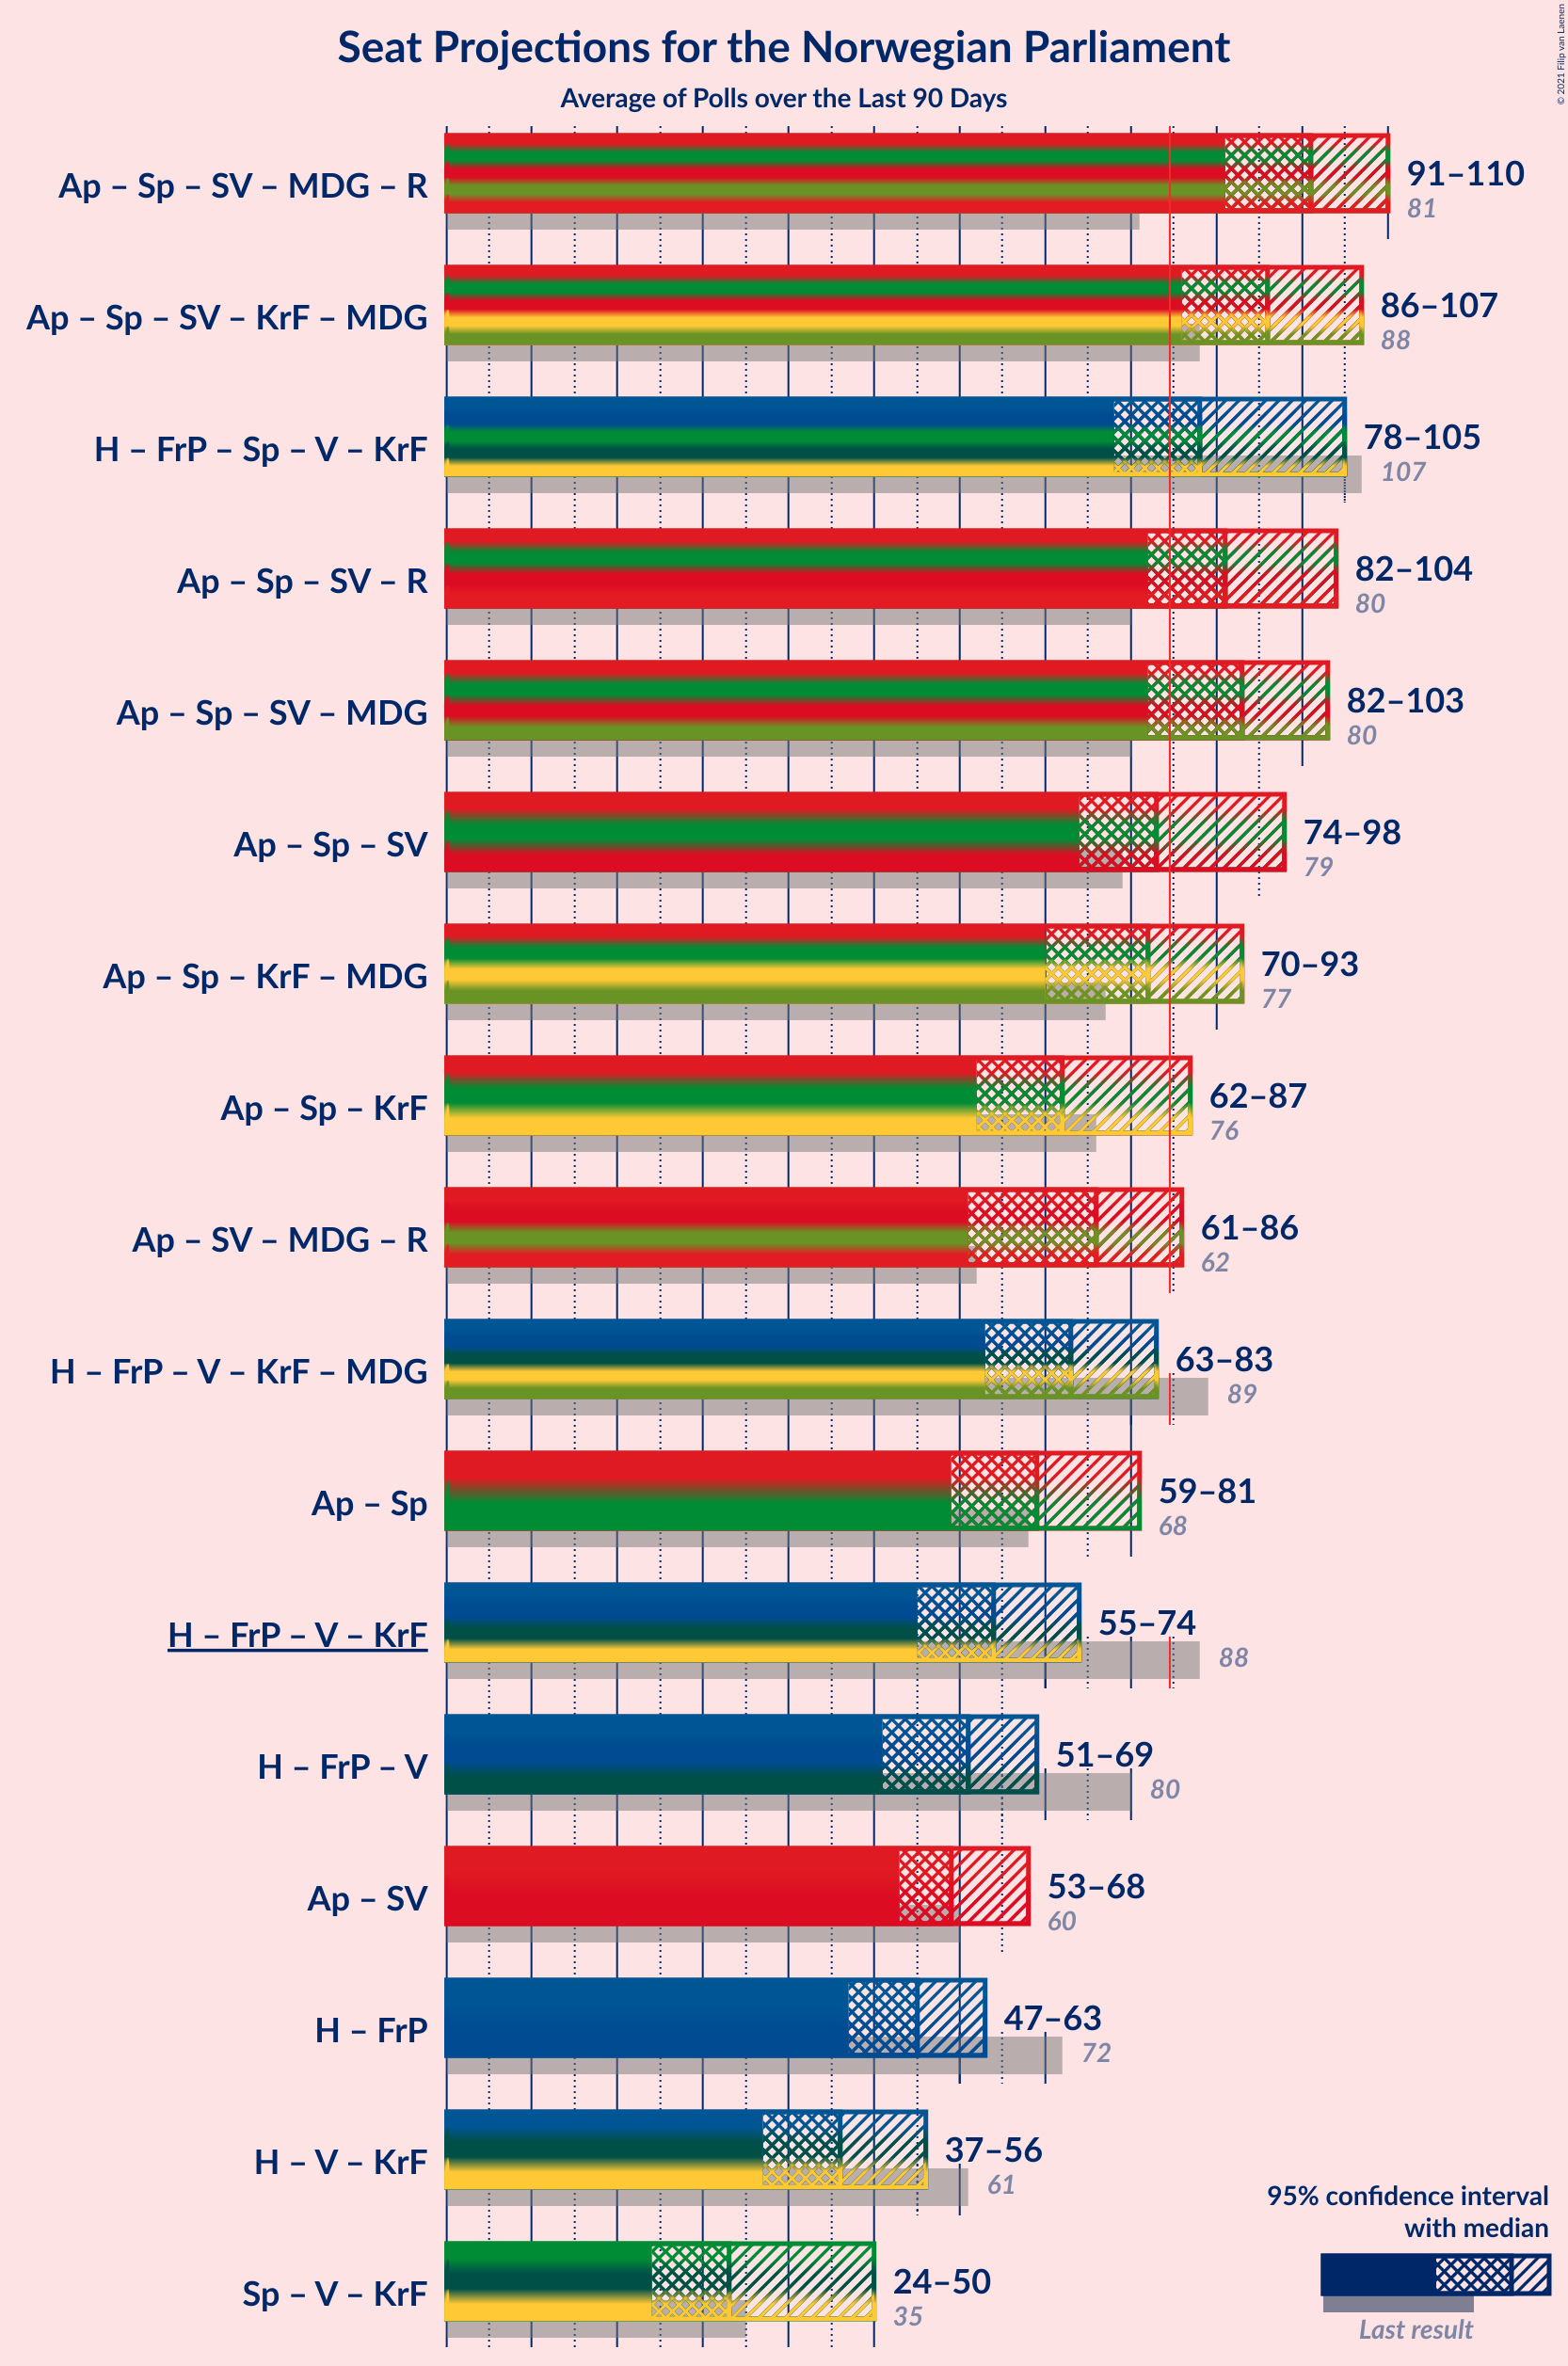 Seat Projections for the Norwegian Parliament
Average of Polls over the Last 90 Days
© 2021 Filip van Laenen
Ap – Sp – SV – MDG – R
91–110
81
Ap – Sp – SV – KrF – MDG
86–107
88
H – FrP – Sp – V – KrF
78–105
107
Ap – Sp – SV – R
82–104
80
Ap – Sp – SV – MDG
82–103
80
Ap – Sp – SV
74–98
79
Ap – Sp – KrF – MDG
70–93
77
Ap – Sp – KrF
62–87
76
Ap – SV – MDG – R
61–86
62
H – FrP – V – KrF – MDG
63–83
89
Ap – Sp
59–81
68
H – FrP – V – KrF
55–74
88
H – FrP – V
51–69
80
Ap – SV
53–68
60
H – FrP
47–63
72
H – V – KrF
37–56
61
Sp – V – KrF
24–50
35
95% confidence interval
with median
Last result